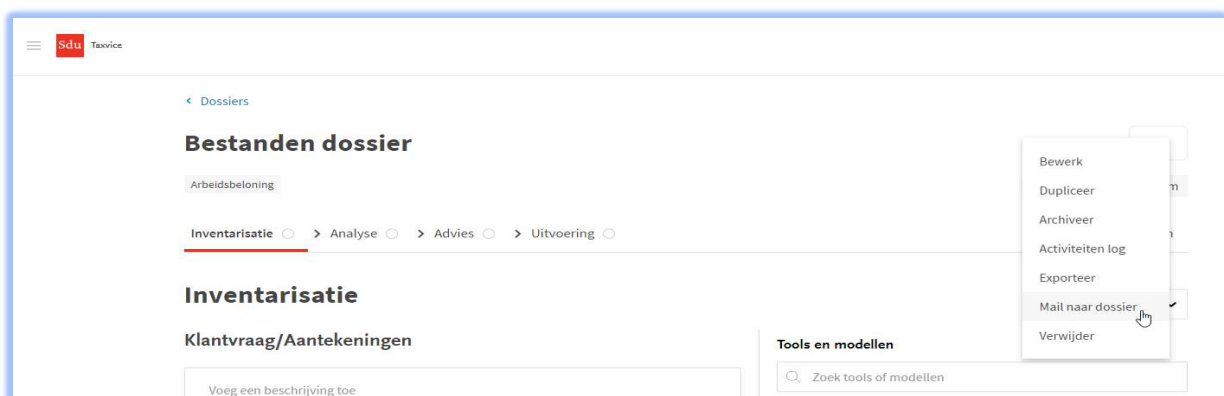 Sdu Taxvice
Dossiers
Bestanden dossier
Arbeidsbeloning
Inventarisatie > Analyse > Advies > Uitvoering
Bewerk
Dupliceer
Archiveer
Activiteiten log
Exporteer
Mail naar dossier
Verwijder
Inventarisatie
Klantvraag/Aantekeningen
Voeg een beschrijving toe
Tools en modellen
Zoek tools of modellen